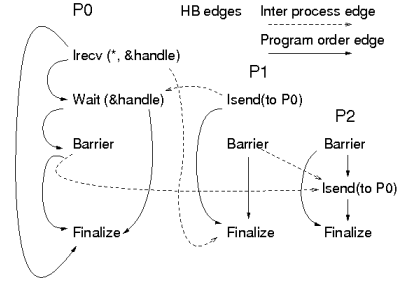 P0
HB edges
Inter process edge
Program order edge
Irecv (*, &handle)
P1
Wait (&handle)
Isend(to P0)
P2
Barrier
Barrier
Barrier
Isend(to P0)
Finalize
Finalize
Finalize